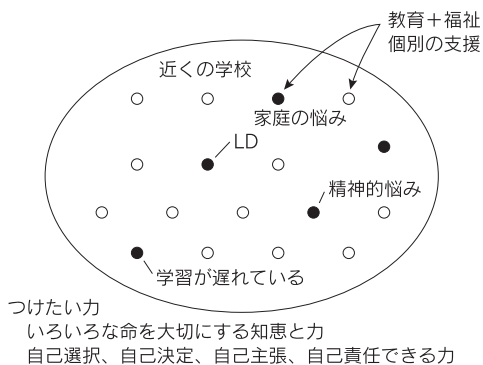 教育＋福祉
個別の支援
近くの学校
家庭の悩み
LD
精神的悩み
学習が遅れている
つけたい力
いろいろな命を大切にする知恵と力
自己選択、自己決定、自己主張、自己責任できる力